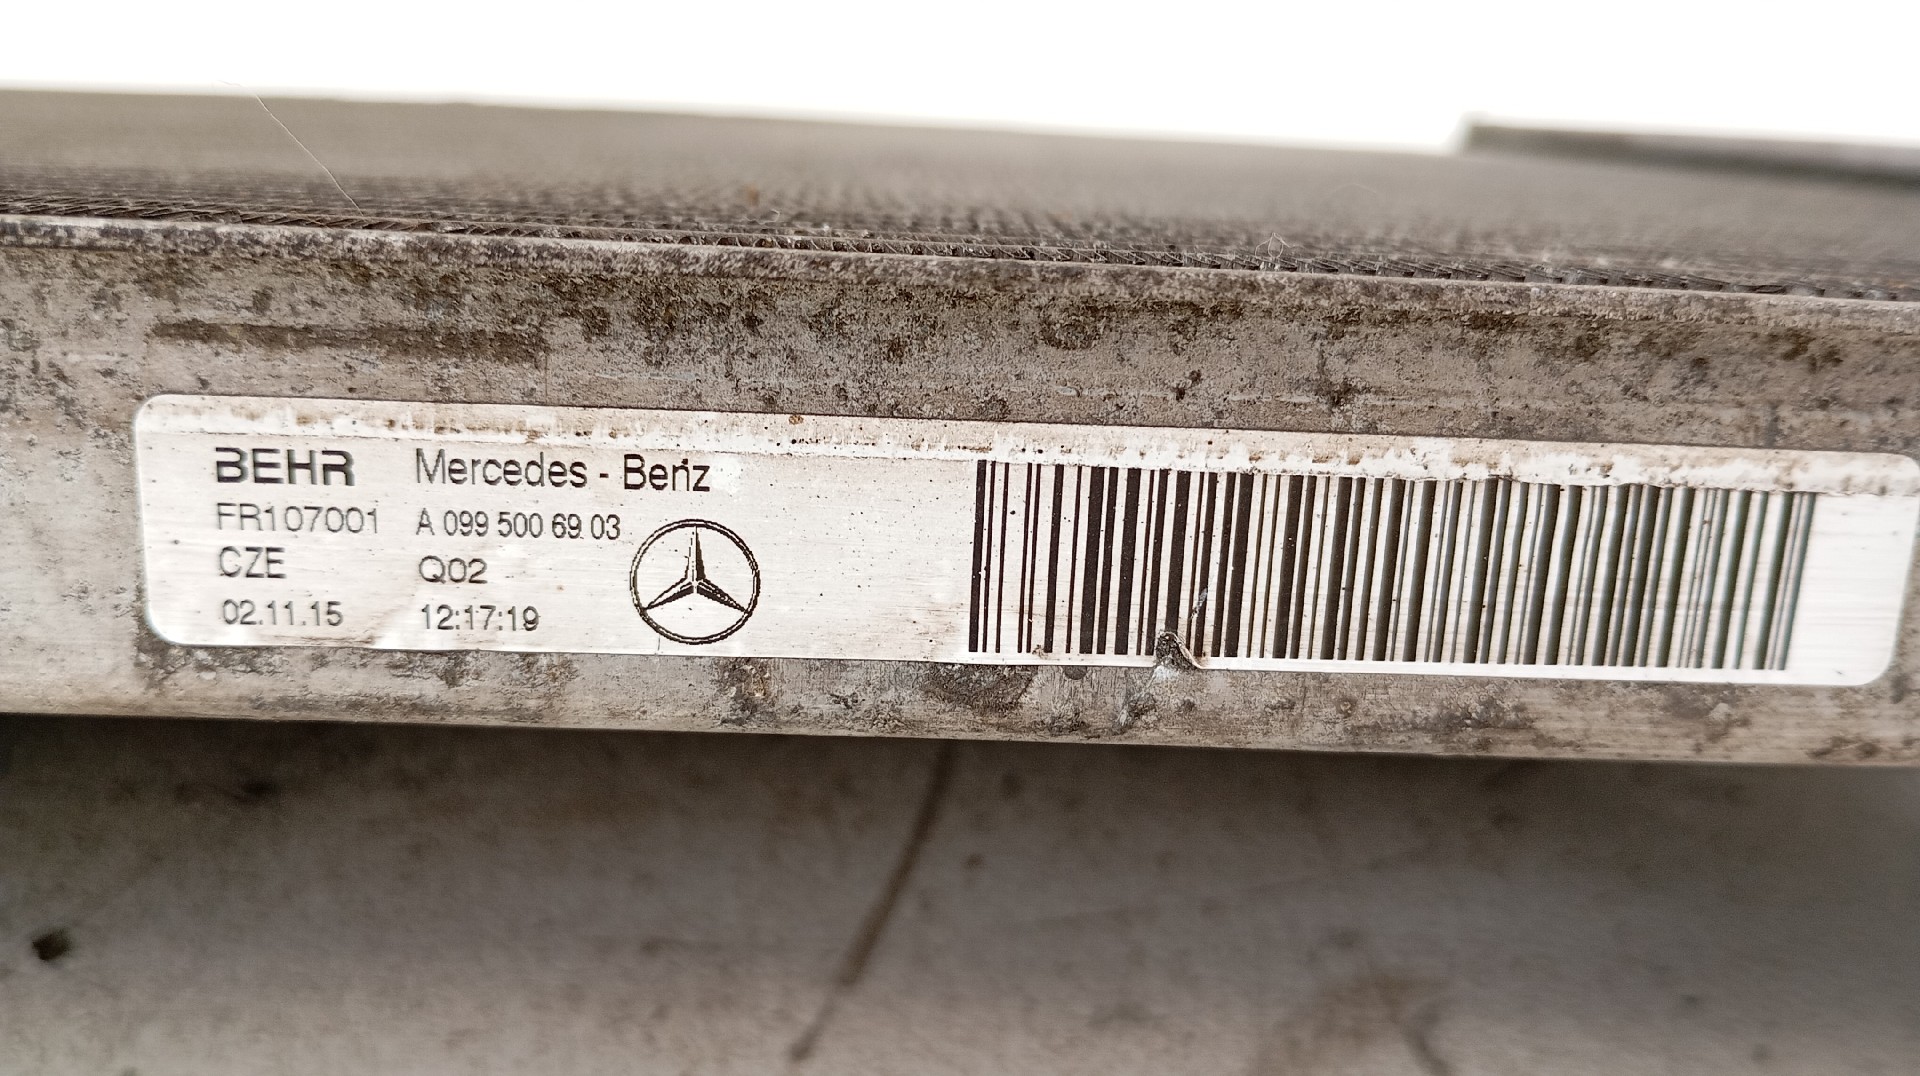 BEHR Mercedes - Benz
FR107001 A 099 500 69 03
CZE Q02
02.11.15 12:17:19